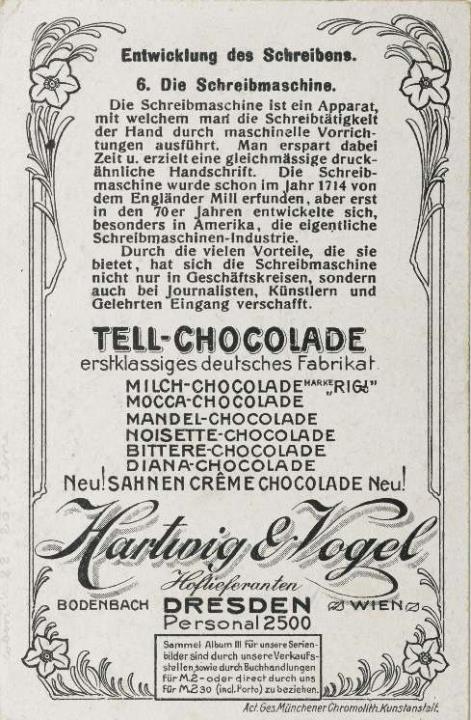 Entwicklung des Schreibens.
6. Die Schreibmaschine.
Die Schreibmaschine ist ein Apparat,
mit welchem man die Schreibtätigkeit
der Hand durch maschinelle Vorrich-
tungen ausführt. Man erspart dabei
Zeit u. erzielt eine gleichmässige druck-
ähnliche Handschrift. Die Schreib-
maschine wurde schon im Jahr 1714 von
dem Engländer Mill erfunden, aber erst
in den 70er Jahren entwickelte sich,
besonders in Amerika, die eigentliche
Schreibmaschinen-Industrie.
Durch die vielen Vorteile, die sie
bietet, hat sich die Schreibmaschine
nicht nur in Geschäftskreisen, sondern
auch bei Journalisten, Künstlern und
Gelehrten Eingang verschafft.
TELL-CHOCOLADE
erstklassiges deutsches Fabrikat.
MILCH-CHOCOLADE MARKE „RIGI"
MOCCA-CHOCOLADE
MANDEL-CHOCOLADE
NOISETTE-CHOCOLADE
BITTERE-CHOCOLADE
DIANA-CHOCOLADE
Neu! SAHNEN CRÊME CHOCOLADE Neu!
Hartwig & Vogel
Hoflieferanten
BODENBACH DRESDEN WIEN
Personal 2500
Sammel Album III für unsere Serien-
bilder sind durch unsere Verkaufs-
stellen, sowie durch Buchhandlungen
für M.2- oder direct durch uns
für M.2.30 (incl. Porto) zu beziehen.
Act. Ges. Münchener Chromolith. Kunstanstalt.